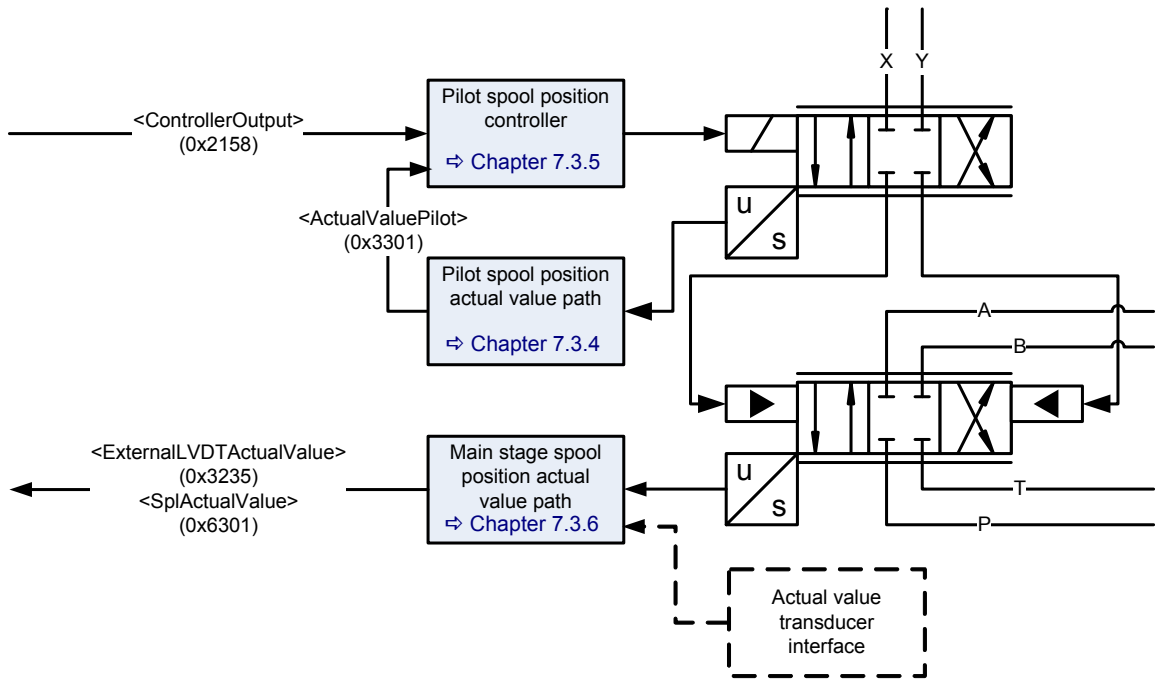 X Y
Pilot spool position
controller
⇨ Chapter 7.3.5
<ControllerOutput>
(0x2158)
u
s
<ActualValuePilot>
(0x3301)
Pilot spool position
actual value path
⇨ Chapter 7.3.4
A
B
<ExternalLVDTActualValue>
(0x3235)
<SplActualValue>
(0x6301)
Main stage spool
position actual
value path
⇨ Chapter 7.3.6
u
s
T
P
Actual value
transducer
interface